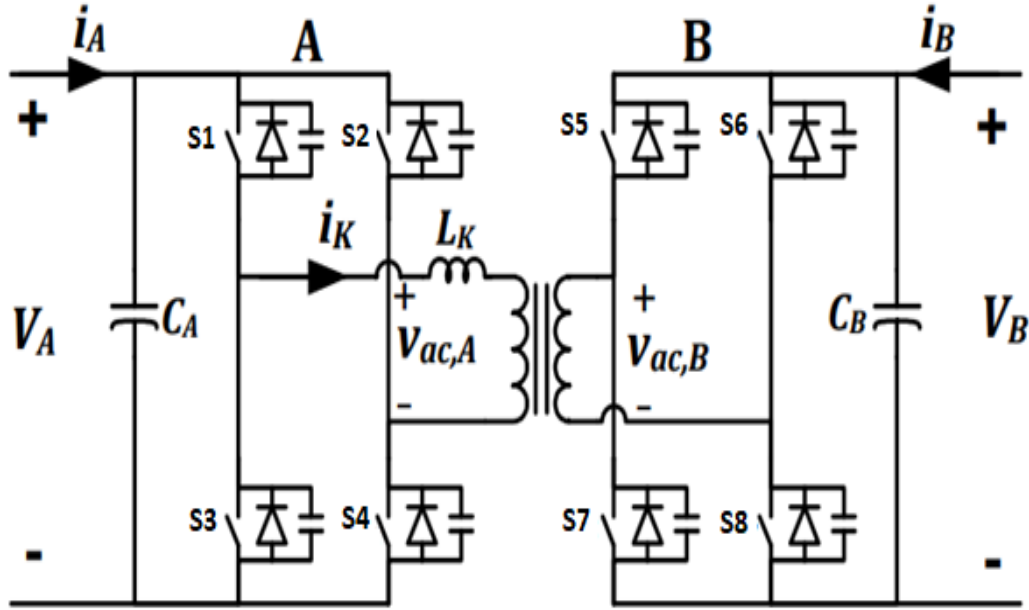 i_A A B i_B
+ S1 S2 S5 S6 +
i_K L_K
V_A C_A + v_ac,A - + v_ac,B - C_B V_B
S3 S4 S7 S8
- -